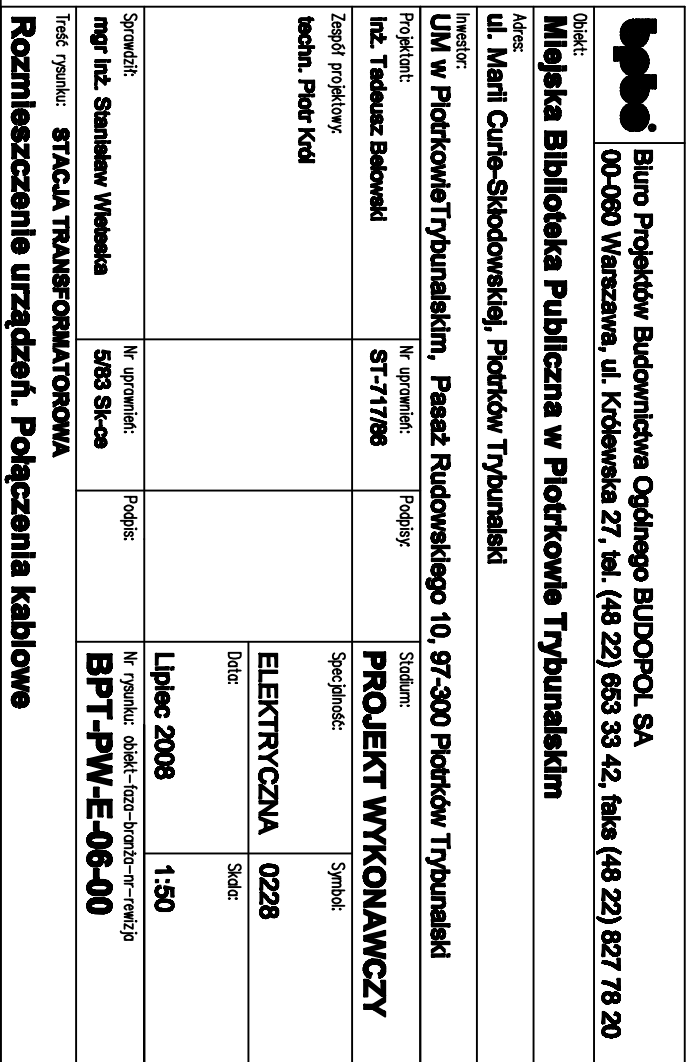 bpbo
Biuro Projektów Budownictwa Ogólnego BUDOPOL SA
00-060 Warszawa, ul. Królewska 27, tel. (48 22) 653 33 42, faks (48 22) 827 78 20
Obiekt:
Miejska Biblioteka Publiczna w Piotrkowie Trybunalskim
Adres:
ul. Marii Curie-Skłodowskiej, Piotrków Trybunalski
Inwestor:
UM w PiotrkowieTrybunalskim, Pasaż Rudowskiego 10, 97-300 Piotrków Trybunalski
Projektant: Nr uprawnień: Podpisy: Stadium:
inż. Tadeusz Belowski ST-717/86 PROJEKT WYKONAWCZY
Zespół projektowy: Specjalność: Symbol:
techn. Piotr Król ELEKTRYCZNA 0228
Data: Skala:
Lipiec 2008 1:50
Sprawdził: Nr uprawnień: Podpis: Nr rysunku: obiekt-faza-branża-nr-rewizja
mgr inż. Stanisław Wieteska 5/83 Sk-ce BPT-PW-E-06-00
Treść rysunku: STACJA TRANSFORMATOROWA
Rozmieszczenie urządzeń. Połączenia kablowe